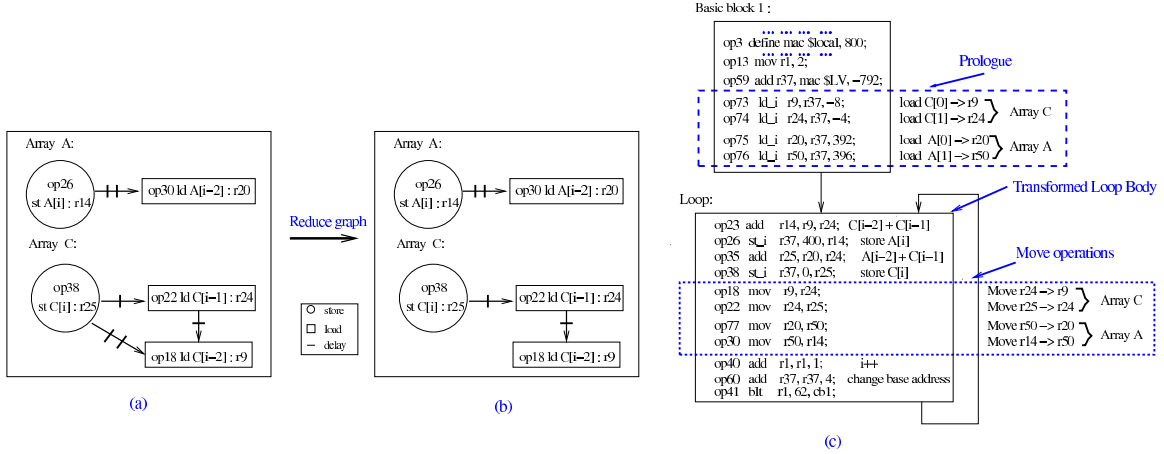 Array A:
op26
st A[i] : r14
op30 ld A[i−2] : r20
Array C:
op38
st C[i] : r25
op22 ld C[i−1] : r24
op18 ld C[i−2] : r9
(a)
Reduce graph
store
load
delay
Array A:
op26
st A[i] : r14
op30 ld A[i−2] : r20
Array C:
op38
st C[i] : r25
op22 ld C[i−1] : r24
op18 ld C[i−2] : r9
(b)
Basic block 1 :
... ... ... ...
op3 define mac $local, 800;
... ... ... ...
op13 mov r1, 2;
op59 add r37, mac $LV, −792;
Prologue
op73 ld_i r9, r37, −8; load C[0] −> r9
op74 ld_i r24, r37, −4; load C[1] −> r24
Array C
op75 ld_i r20, r37, 392; load A[0] −> r20
op76 ld_i r50, r37, 396; load A[1] −> r50
Array A
Transformed Loop Body
Loop:
op23 add r14, r9, r24; C[i−2] + C[i−1]
op26 st_i r37, 400, r14; store A[i]
op35 add r25, r20, r24; A[i−2] + C[i−1]
op38 st_i r37, 0, r25; store C[i]
Move operations
op18 mov r9, r24; Move r24 −> r9
op22 mov r24, r25; Move r25 −> r24
Array C
op77 mov r20, r50; Move r50 −> r20
op30 mov r50, r14; Move r14 −> r50
Array A
op40 add r1, r1, 1; i++
op60 add r37, r37, 4; change base address
op41 blt r1, 62, cb1;
(c)